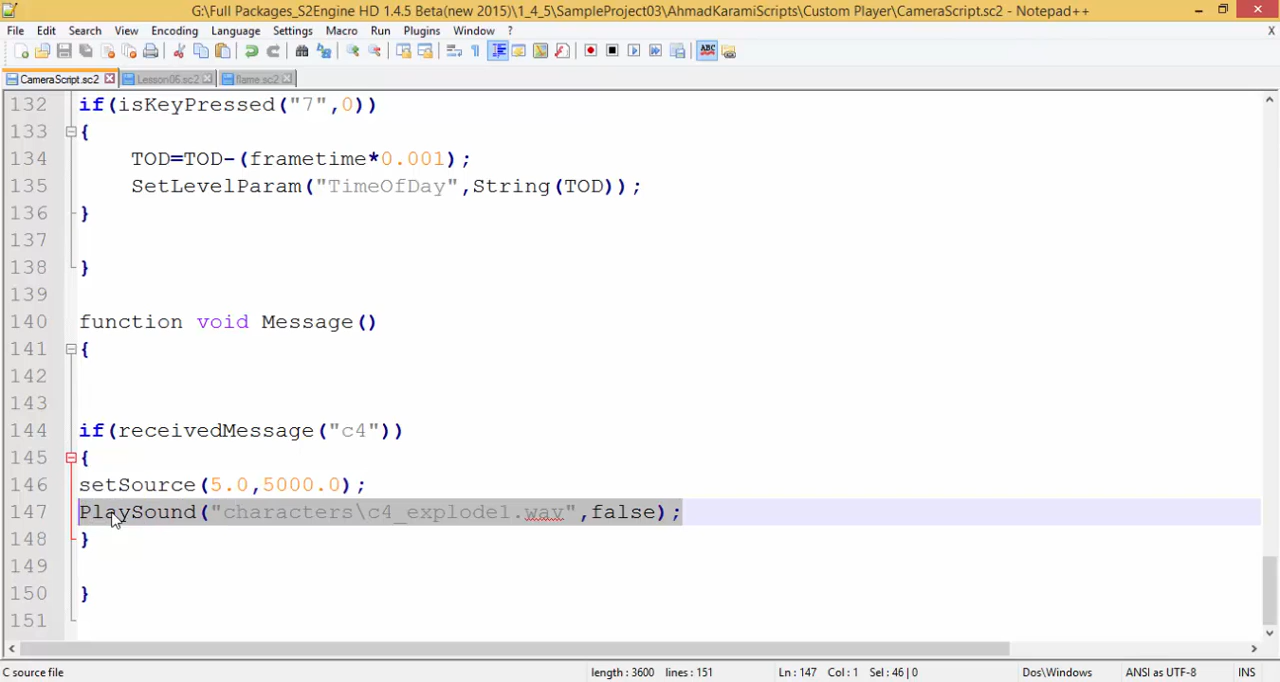 G:\Full Packages_S2Engine HD 1.4.5 Beta(new 2015)\1_4_5\SampleProject03\AhmadKaramiScripts\Custom Player\CameraScript.sc2 - Notepad++
File Edit Search View Encoding Language Settings Macro Run Plugins Window ? X
CameraScript.sc2 Lesson06.sc2 flame.sc2
132 if(isKeyPressed("7",0))
133 {
134 TOD=TOD-(frametime*0.001);
135 SetLevelParam("TimeOfDay",String(TOD));
136 }
137
138 }
139
140 function void Message()
141 {
142
143
144 if(receivedMessage("c4"))
145 {
146 setSource(5.0,5000.0);
147 PlaySound("characters\c4_explode1.wav",false);
148 }
149
150 }
151
C source file length : 3600 lines : 151 Ln : 147 Col : 1 Sel : 46 | 0 Dos\Windows ANSI as UTF-8 INS